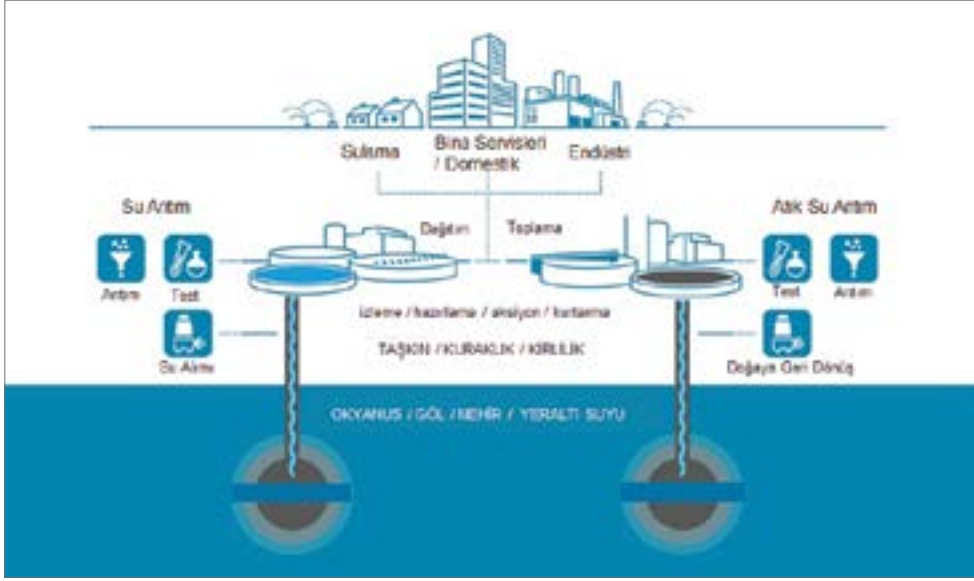 Sulama
Bina Servisleri
/ Domestik
Endüstri
Su Arıtım
Atık Su Arıtım
Dağıtım
Toplama
Arıtım
Test
Test
Arıtım
izleme / hazırlama / aksiyon / kurtarma
TAŞKIN / KURAKLIK / KİRLİLİK
Su Alımı
Doğaya Geri Dönüş
OKYANUS / GÖL / NEHİR / YERALTI SUYU